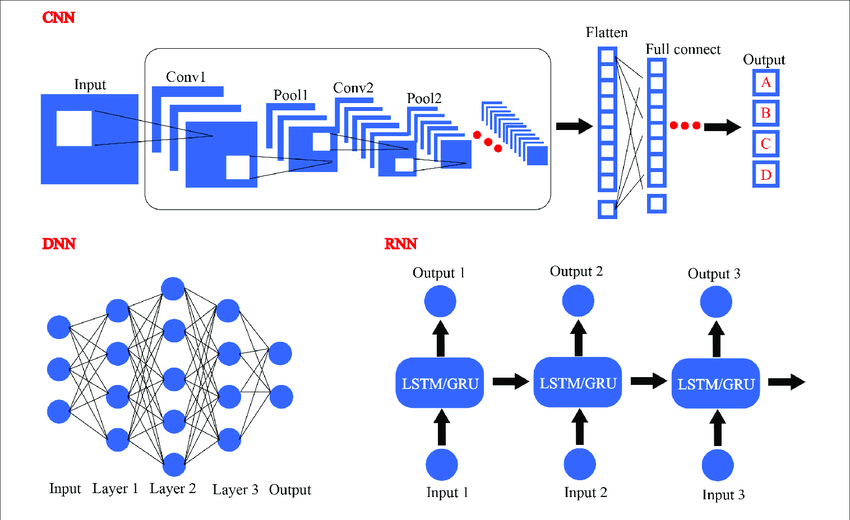 CNN
Input
Conv1
Pool1
Conv2
Pool2
Flatten
Full connect
Output
A
B
C
D
DNN
Input
Layer 1
Layer 2
Layer 3
Output
RNN
Output 1
Output 2
Output 3
LSTM/GRU
LSTM/GRU
LSTM/GRU
Input 1
Input 2
Input 3